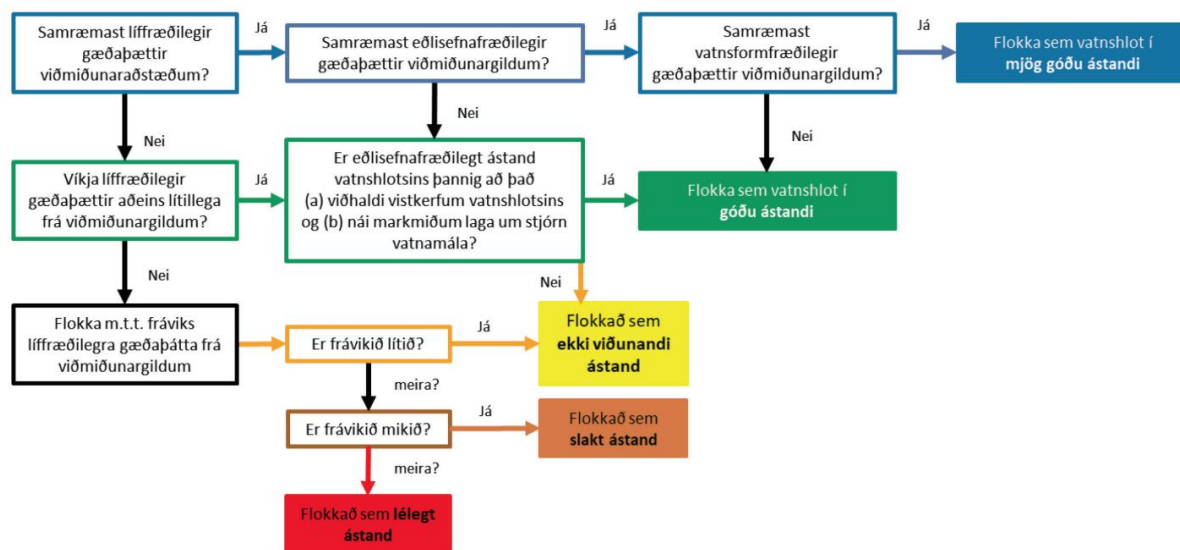 Samræmast líffræðilegir
gæðaþættir
viðmiðunaraðstæðum?
Já
Samræmast eðlisefnafræðilegir
gæðaþættir viðmiðunargildum?
Já
Samræmast
vatnsformfræðilegir
gæðaþættir viðmiðunargildum?
Já
Flokka sem vatnshlot í
mjög góðu ástandi
Nei
Nei
Nei
Víkja líffræðilegir
gæðaþættir aðeins lítillega
frá viðmiðunargildum?
Já
Er eðlisefnafræðilegt ástand
vatnshlotsins þannig að það
(a) viðhaldi vistkerfum vatnshlotsins
og (b) nái markmiðum laga um stjórn
vatnamála?
Já
Flokka sem vatnshlot í
góðu ástandi
Nei
Nei
Flokka m.t.t. fráviks
líffræðilegra gæðaþátta frá
viðmiðunargildum
Er frávikið lítið?
Já
Flokkað sem
ekki viðunandi
ástand
meira?
Er frávikið mikið?
Já
Flokkað sem
slakt ástand
meira?
Flokkað sem lélegt
ástand